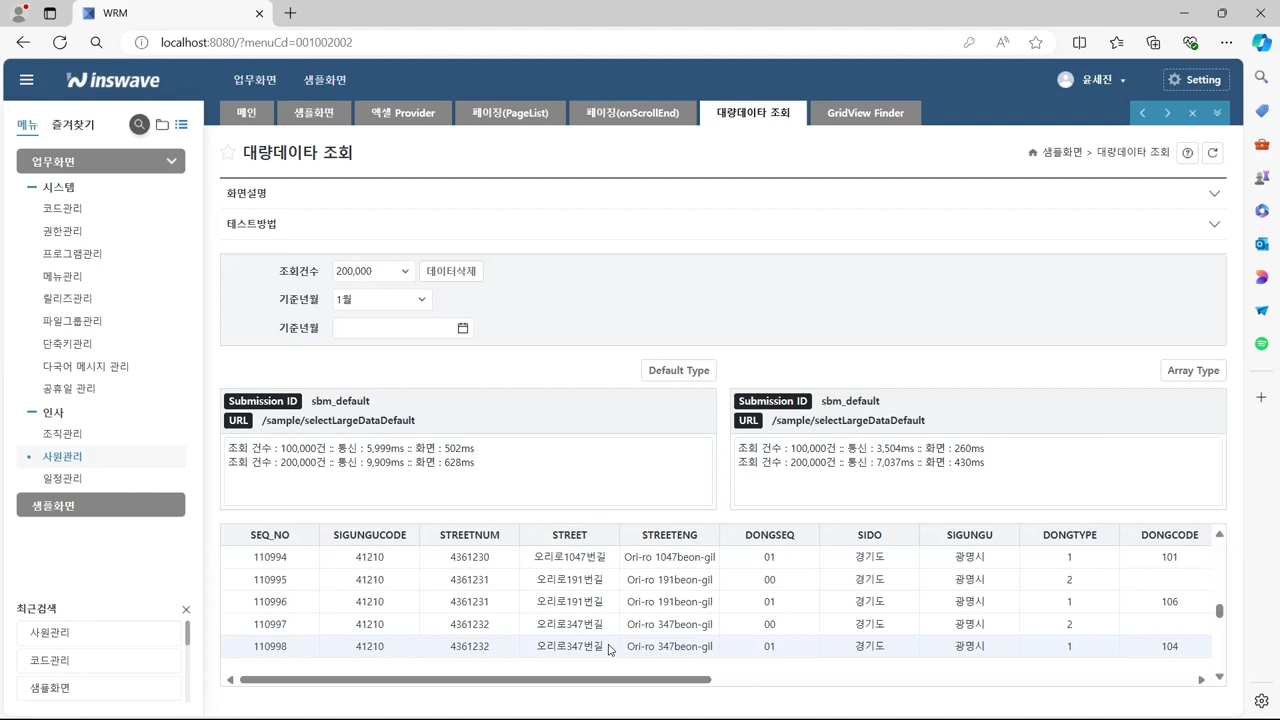 WRM
localhost:8080/?menuCd=001002002
inswave
업무화면 샘플화면
윤세진
Setting
메뉴 즐겨찾기
메인 샘플화면 엑셀 Provider 페이징(PageList) 페이징(onScrollEnd) 대량데이타 조회 GridView Finder
업무화면
시스템
코드관리
권한관리
프로그램관리
메뉴관리
릴리즈관리
파일그룹관리
단축키관리
다국어 메시지 관리
공휴일 관리
인사
조직관리
사원관리
일정관리
샘플화면
최근검색
사원관리
코드관리
샘플화면
대량데이타 조회
샘플화면 > 대량데이타 조회
화면설명
테스트방법
조회건수 200,000 데이터삭제
기준년월 1월
기준년월
Default Type
Submission ID sbm_default
URL /sample/selectLargeDataDefault
조회 건수 : 100,000건 :: 통신 : 5,999ms :: 화면 : 502ms
조회 건수 : 200,000건 :: 통신 : 9,909ms :: 화면 : 628ms
Array Type
Submission ID sbm_default
URL /sample/selectLargeDataDefault
조회 건수 : 100,000건 :: 통신 : 3,504ms :: 화면 : 260ms
조회 건수 : 200,000건 :: 통신 : 7,037ms :: 화면 : 430ms
SEQ_NO SIGUNGUCODE STREETNUM STREET STREETENG DONGSEQ SIDO SIGUNGU DONGTYPE DONGCODE
110994 41210 4361230 오리로1047번길 Ori-ro 1047beon-gil 01 경기도 광명시 1 101
110995 41210 4361231 오리로191번길 Ori-ro 191beon-gil 00 경기도 광명시 2
110996 41210 4361231 오리로191번길 Ori-ro 191beon-gil 01 경기도 광명시 1 106
110997 41210 4361232 오리로347번길 Ori-ro 347beon-gil 00 경기도 광명시 2
110998 41210 4361232 오리로347번길 Ori-ro 347beon-gil 01 경기도 광명시 1 104